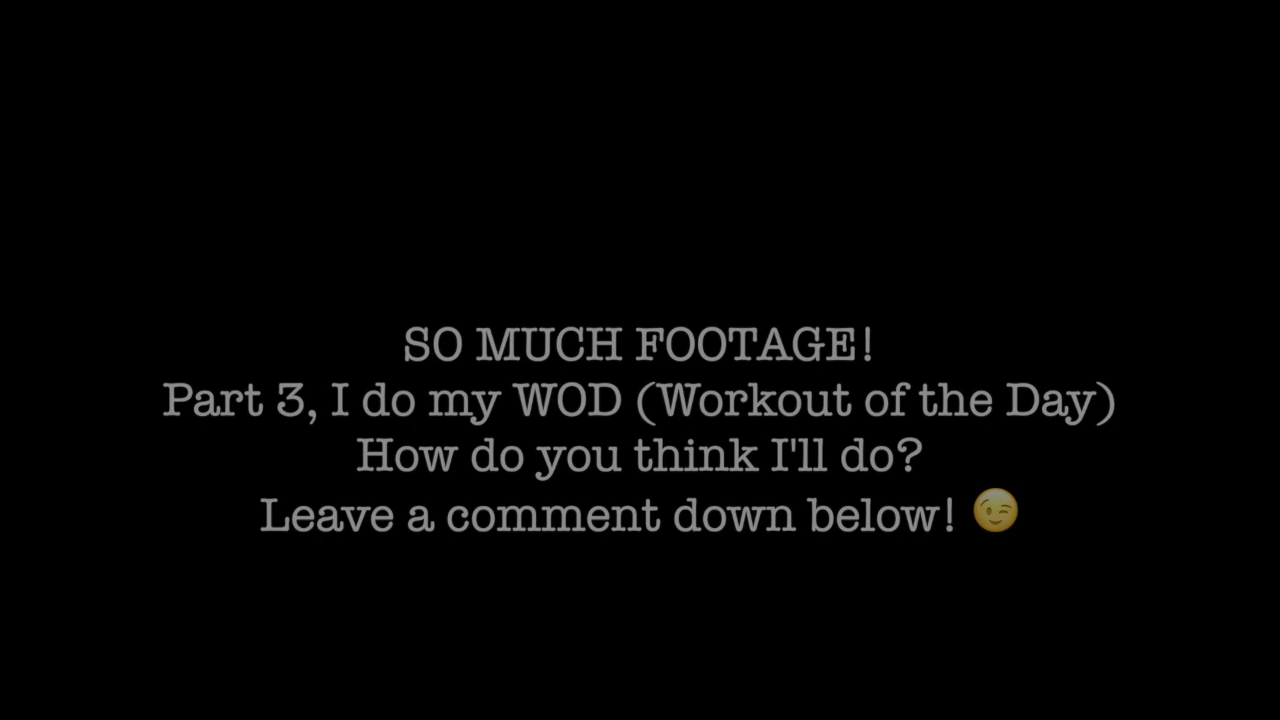 SO MUCH FOOTAGE!
Part 3, I do my WOD (Workout of the Day)
How do you think I'll do?
Leave a comment down below! 😉